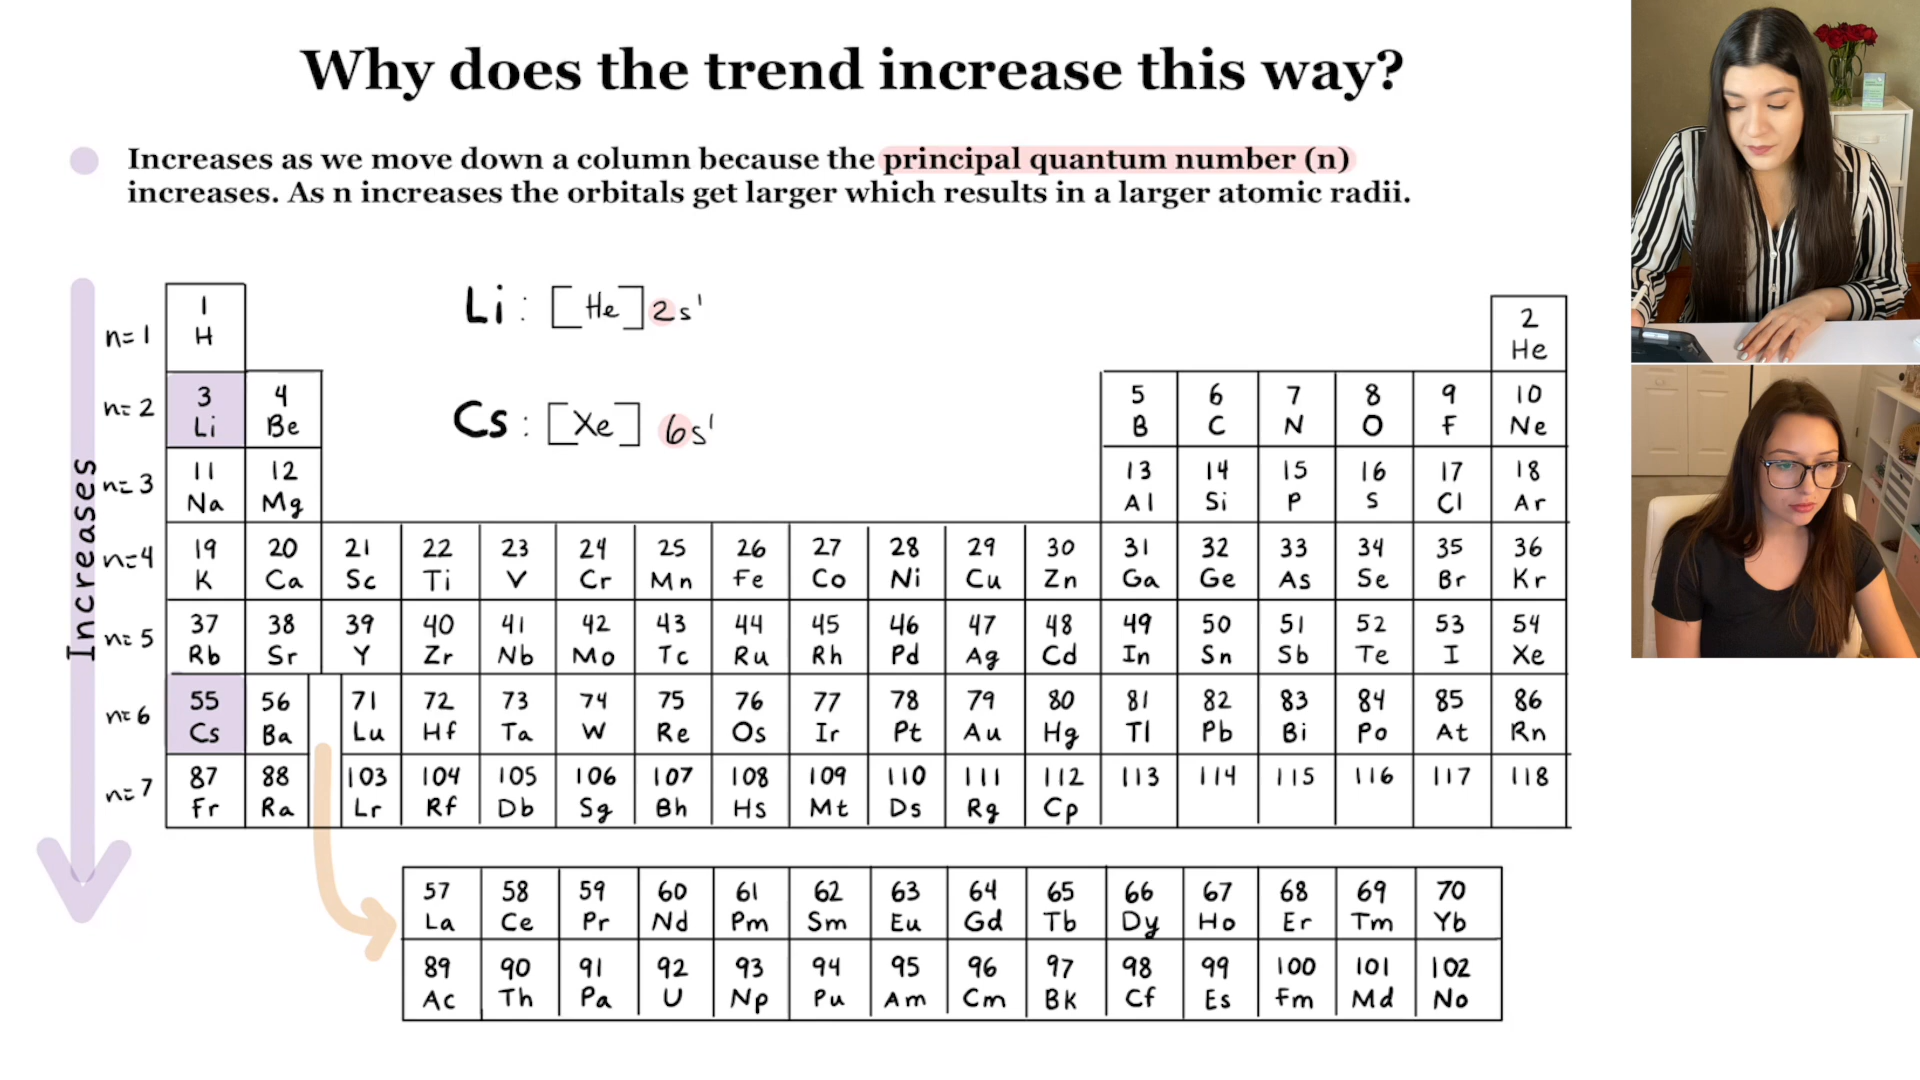 Why does the trend increase this way?
Increases as we move down a column because the principal quantum number (n)
increases. As n increases the orbitals get larger which results in a larger atomic radii.
Increases
Li : [He] 2s¹
Cs : [Xe] 6s¹
n=1
1 2
H He
n=2
3 4 5 6 7 8 9 10
Li Be B C N O F Ne
n=3
11 12 13 14 15 16 17 18
Na Mg Al Si P S Cl Ar
n=4
19 20 21 22 23 24 25 26 27 28 29 30 31 32 33 34 35 36
K Ca Sc Ti V Cr Mn Fe Co Ni Cu Zn Ga Ge As Se Br Kr
n=5
37 38 39 40 41 42 43 44 45 46 47 48 49 50 51 52 53 54
Rb Sr Y Zr Nb Mo Tc Ru Rh Pd Ag Cd In Sn Sb Te I Xe
n=6
55 56 71 72 73 74 75 76 77 78 79 80 81 82 83 84 85 86
Cs Ba Lu Hf Ta W Re Os Ir Pt Au Hg Tl Pb Bi Po At Rn
n=7
87 88 103 104 105 106 107 108 109 110 111 112 113 114 115 116 117 118
Fr Ra Lr Rf Db Sg Bh Hs Mt Ds Rg Cp
57 58 59 60 61 62 63 64 65 66 67 68 69 70
La Ce Pr Nd Pm Sm Eu Gd Tb Dy Ho Er Tm Yb
89 90 91 92 93 94 95 96 97 98 99 100 101 102
Ac Th Pa U Np Pu Am Cm Bk Cf Es Fm Md No